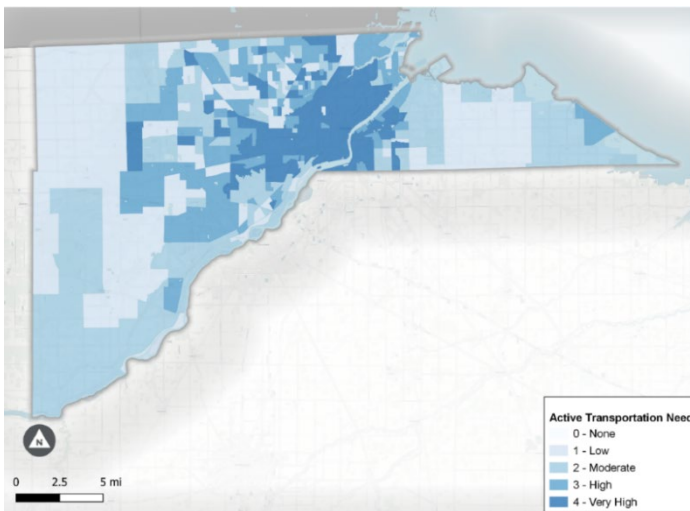 N
0 2.5 5 mi
Active Transportation Need
0 - None
1 - Low
2 - Moderate
3 - High
4 - Very High